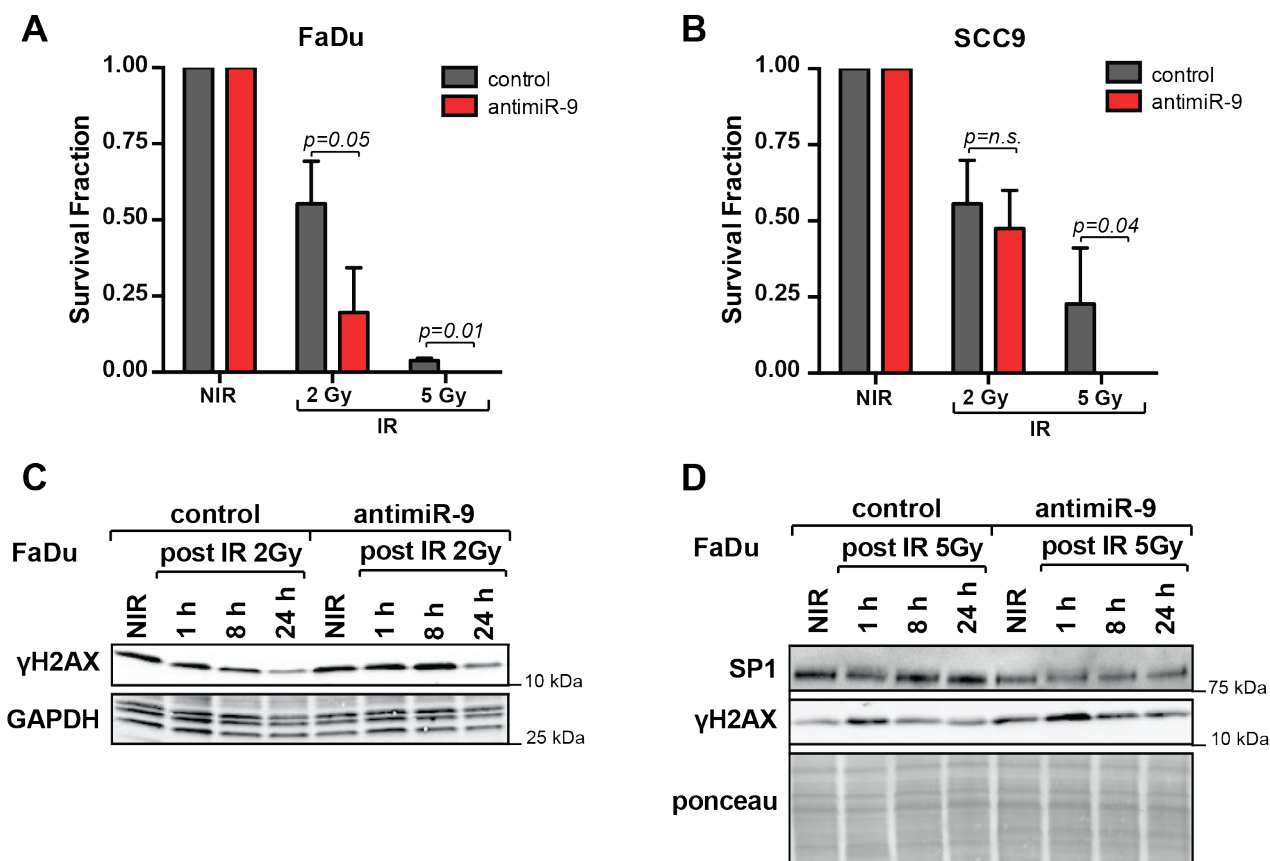 A
FaDu
1.00
0.75
0.50
0.25
0.00
Survival Fraction
control
antimiR-9
p=0.05
p=0.01
NIR
2 Gy
5 Gy
IR
B
SCC9
1.00
0.75
0.50
0.25
0.00
Survival Fraction
control
antimiR-9
p=n.s.
p=0.04
NIR
2 Gy
5 Gy
IR
C
control
antimiR-9
FaDu
post IR 2Gy
post IR 2Gy
NIR
1 h
8 h
24 h
NIR
1 h
8 h
24 h
γH2AX
10 kDa
GAPDH
25 kDa
D
control
antimiR-9
FaDu
post IR 5Gy
post IR 5Gy
NIR
1 h
8 h
24 h
NIR
1 h
8 h
24 h
SP1
75 kDa
γH2AX
10 kDa
ponceau